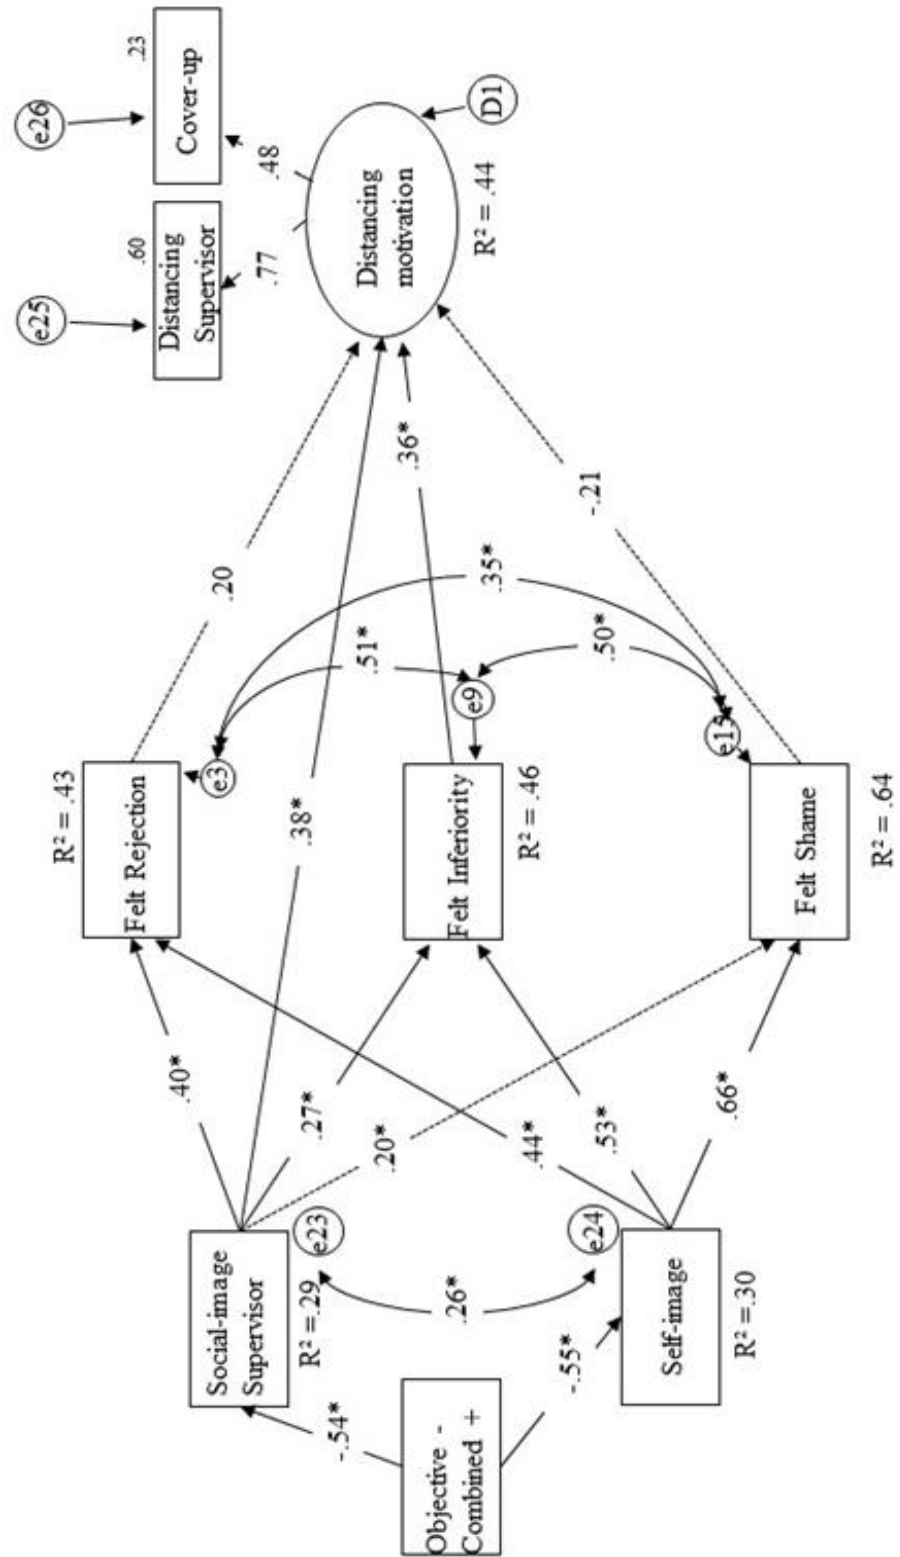 Objective -
Combined +
-.54*
-.55*
Social-image
Supervisor
R² =.29
e23
.26*
e24
Self-image
R² =.30
.40*
.38*
.27*
.20*
.44*
.53*
.66*
R² = .43
Felt Rejection
e3
Felt Inferiority
R² = .46
e9
Felt Shame
R² = .64
e15
.51*
.35*
.50*
.20
.36*
-.21
Distancing
motivation
R² = .44
D1
.77
.48
Distancing
Supervisor
.60
e25
Cover-up
.23
e26